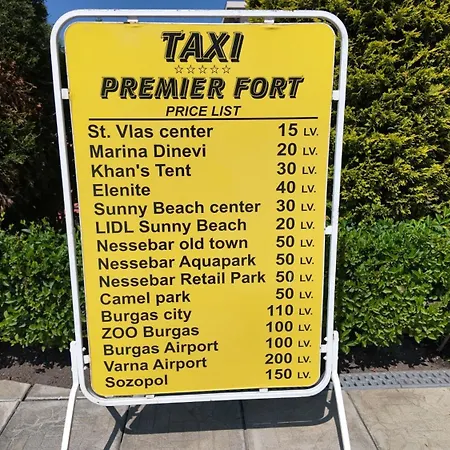 TAXI
☆☆☆☆☆
PREMIER FORT
PRICE LIST
St. Vlas center 15 LV.
Marina Dinevi 20 LV.
Khan's Tent 30 LV.
Elenite 40 LV.
Sunny Beach center 30 LV.
LIDL Sunny Beach 20 LV.
Nessebar old town 50 LV.
Nessebar Aquapark 50 LV.
Nessebar Retail Park 50 LV.
Camel park 50 LV.
Burgas city 110 LV.
ZOO Burgas 100 LV.
Burgas Airport 100 LV.
Varna Airport 200 LV.
Sozopol 150 LV.